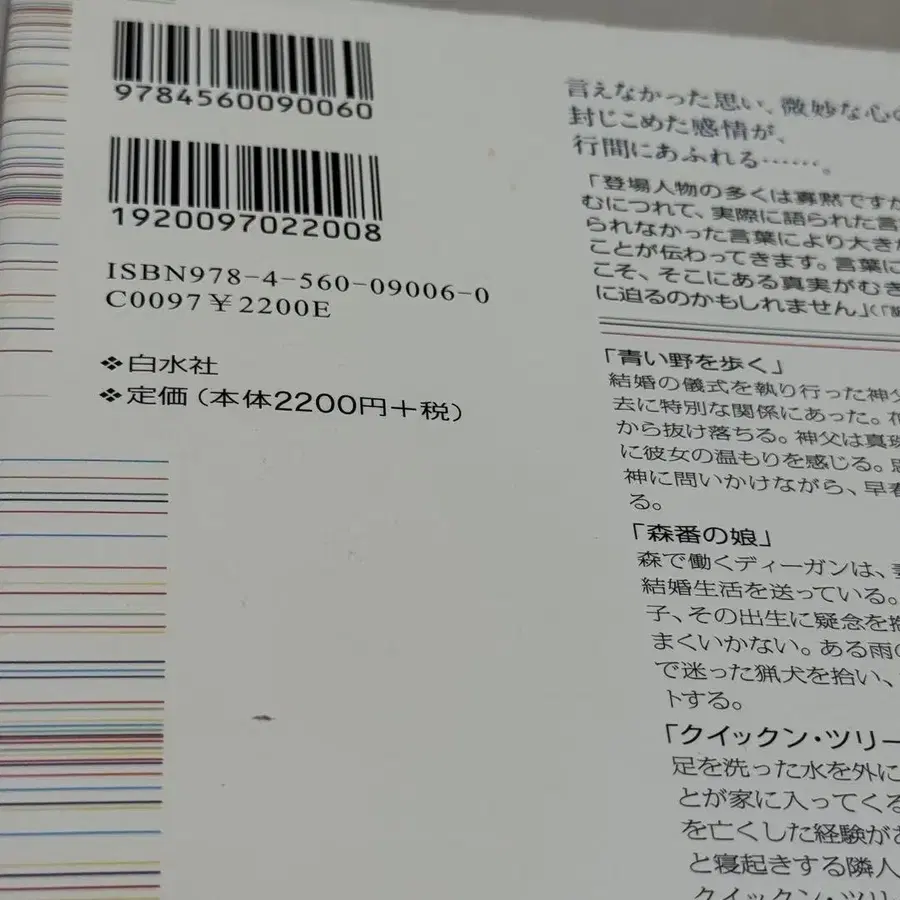 9784560090060
1920097022008
ISBN978-4-560-09006-0
C0097 ¥2200E
❖白水社
❖定価(本体2200円+税)
言えなかった思い、微妙な心の
封じこめた感情が、
行間にあふれる……。
「登場人物の多くは寡黙ですが
むにつれて、実際に語られた言
られなかった言葉により大きな
ことが伝わってきます。言葉に
こそ、そこにある真実がむき
に迫るのかもしれません」(「訳
「青い野を歩く」
結婚の儀式を執り行った神父
去に特別な関係にあった。花
から抜け落ちる。神父は真珠
に彼女の温もりを感じる。思
神に問いかけながら、早春
る。
「森番の娘」
森で働くディーガンは、妻
結婚生活を送っている。
子、その出生に疑念を抱
まくいかない。ある雨の
で迷った猟犬を拾い、
トする。
「クイックン・ツリー
足を洗った水を外に
とが家に入ってくる
を亡くした経験があ
と寝起きする隣人
クイックン・ツリー